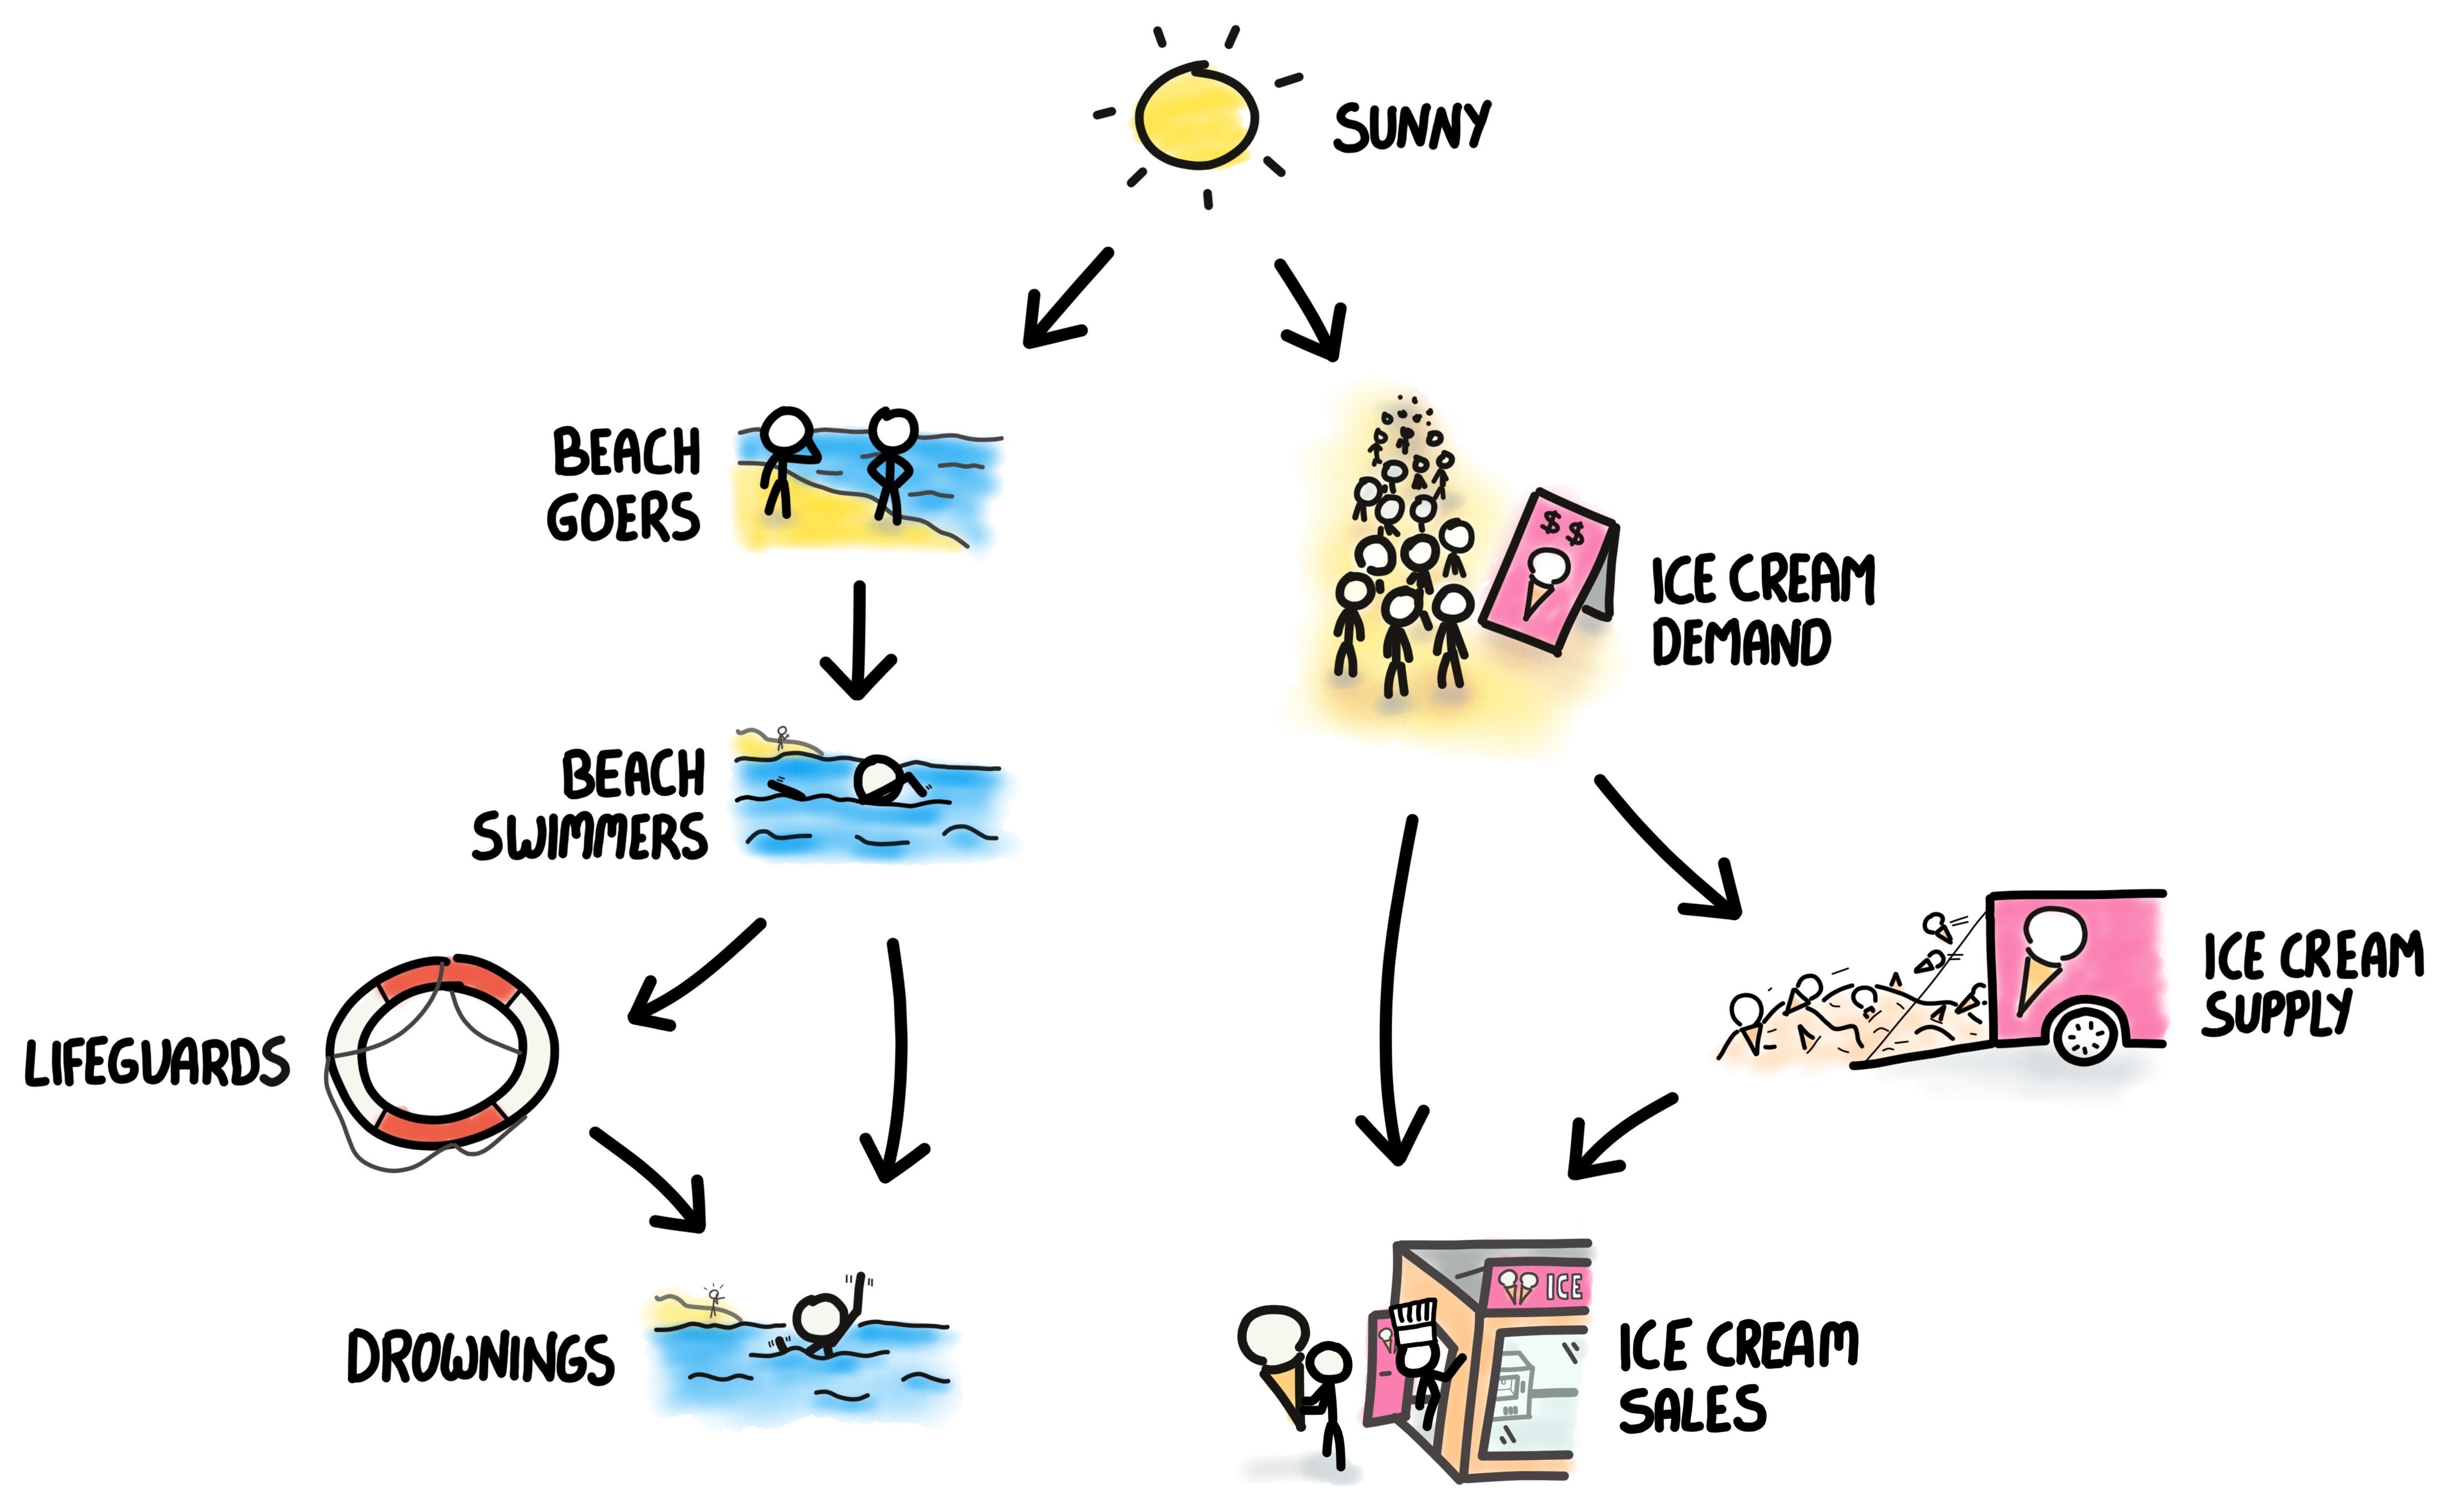 SUNNY
BEACH
GOERS
$$
ICE CREAM
DEMAND
BEACH
SWIMMERS
ICE CREAM
SUPPLY
LIFEGUARDS
ICE
DROWNINGS
ICE CREAM
SALES